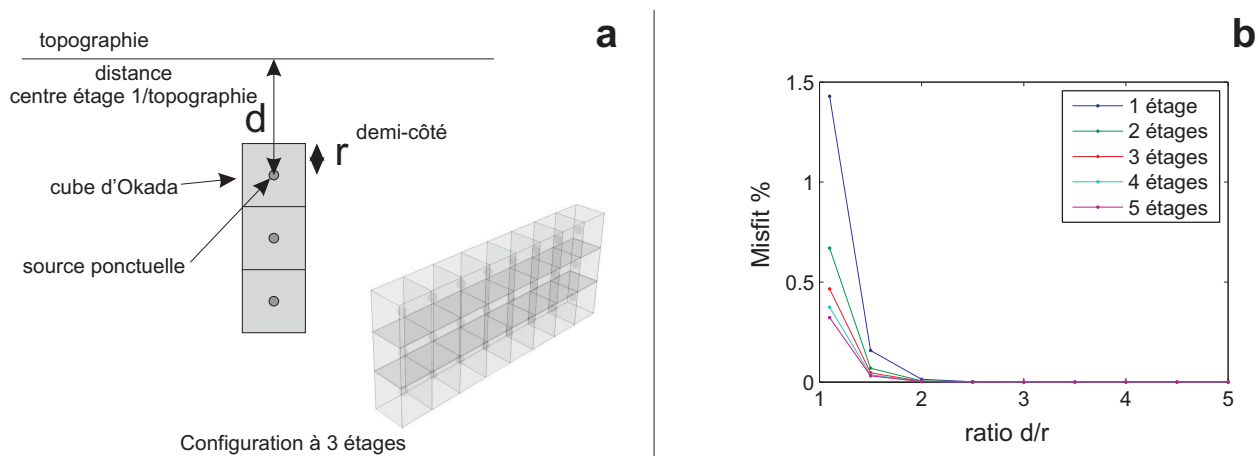 a
topographie
distance
centre étage 1/topographie
d
r
demi-côté
cube d'Okada
source ponctuelle
Configuration à 3 étages
b
1.5
1
0.5
0
Misfit %
1 étage
2 étages
3 étages
4 étages
5 étages
1 2 3 4 5
ratio d/r